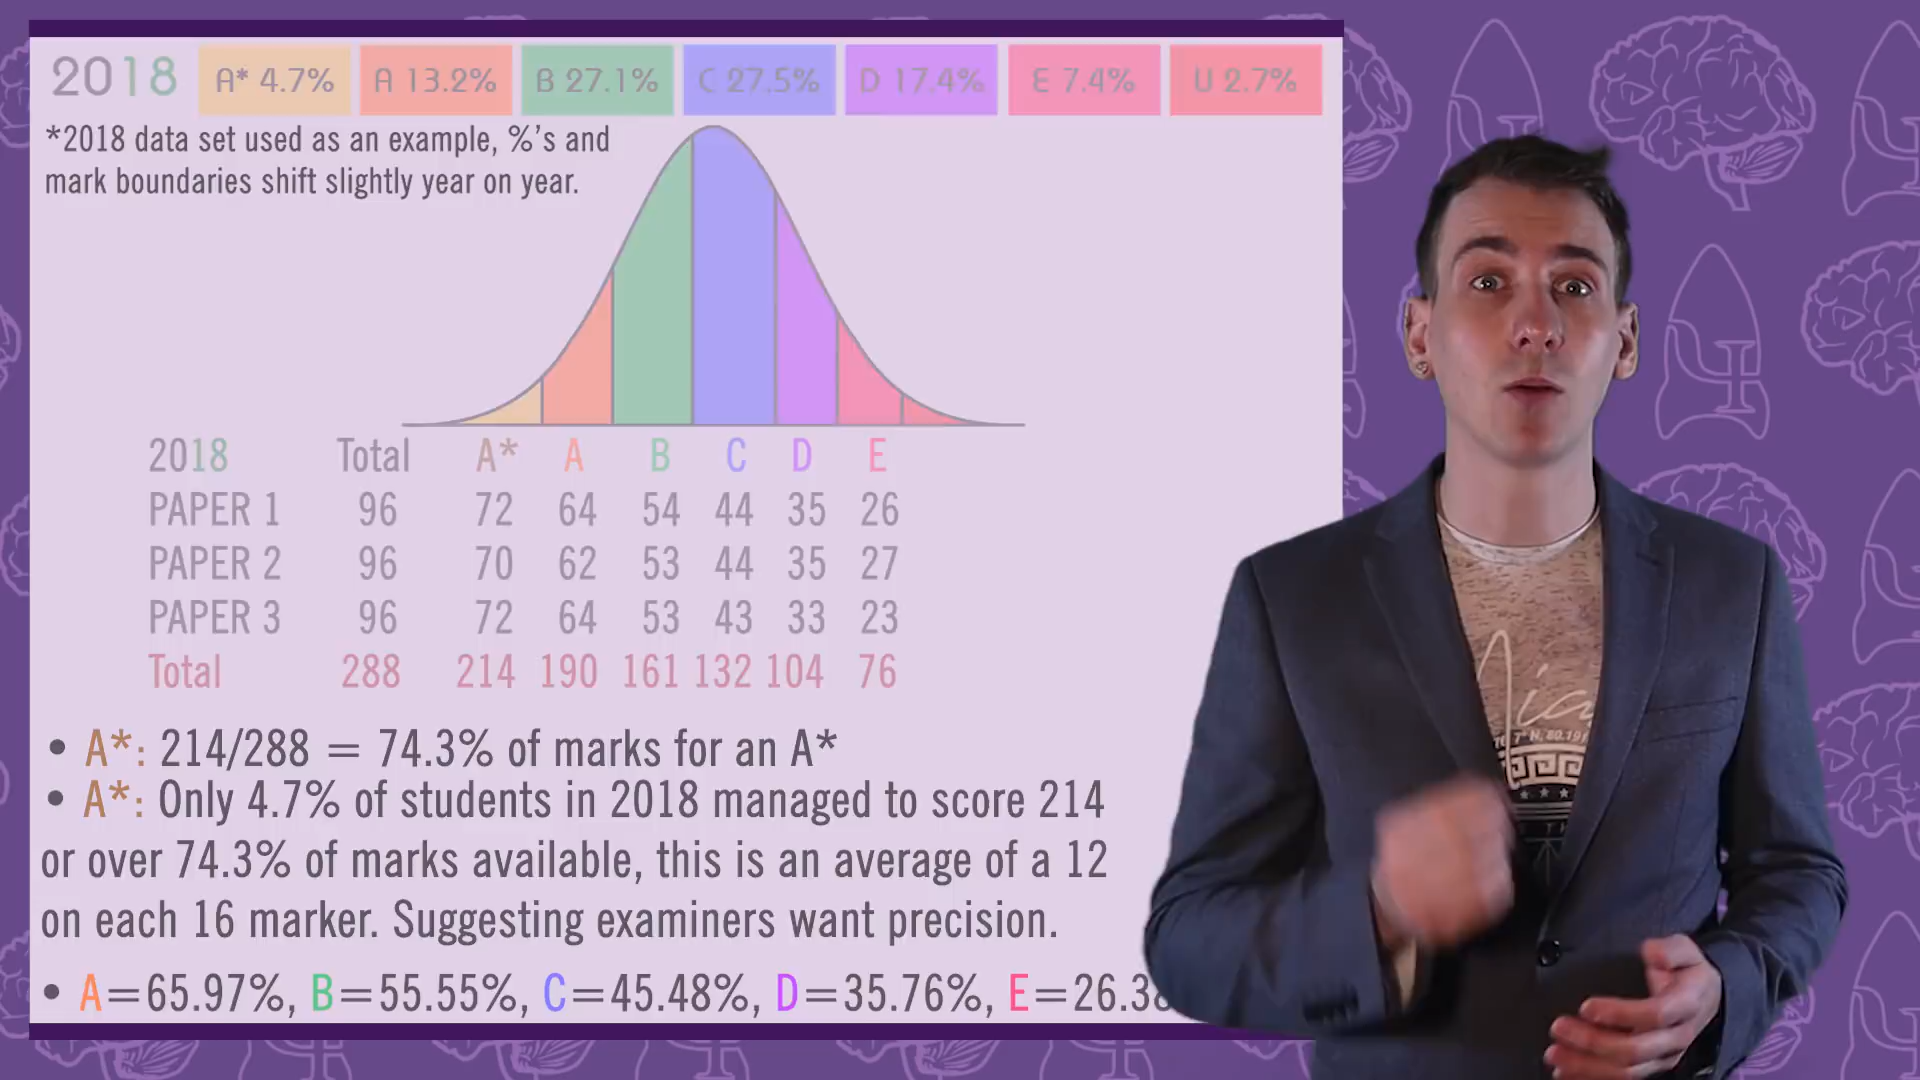 2018 A* 4.7% A 13.2% B 27.1% C 27.5% D 17.4% E 7.4% U 2.7%
*2018 data set used as an example, %'s and
mark boundaries shift slightly year on year.
2018 Total A* A B C D E
PAPER 1 96 72 64 54 44 35 26
PAPER 2 96 70 62 53 44 35 27
PAPER 3 96 72 64 53 43 33 23
Total 288 214 190 161 132 104 76
• A*: 214/288 = 74.3% of marks for an A*
• A*: Only 4.7% of students in 2018 managed to score 214
or over 74.3% of marks available, this is an average of a 12
on each 16 marker. Suggesting examiners want precision.
• A=65.97%, B=55.55%, C=45.48%, D=35.76%, E=26.38